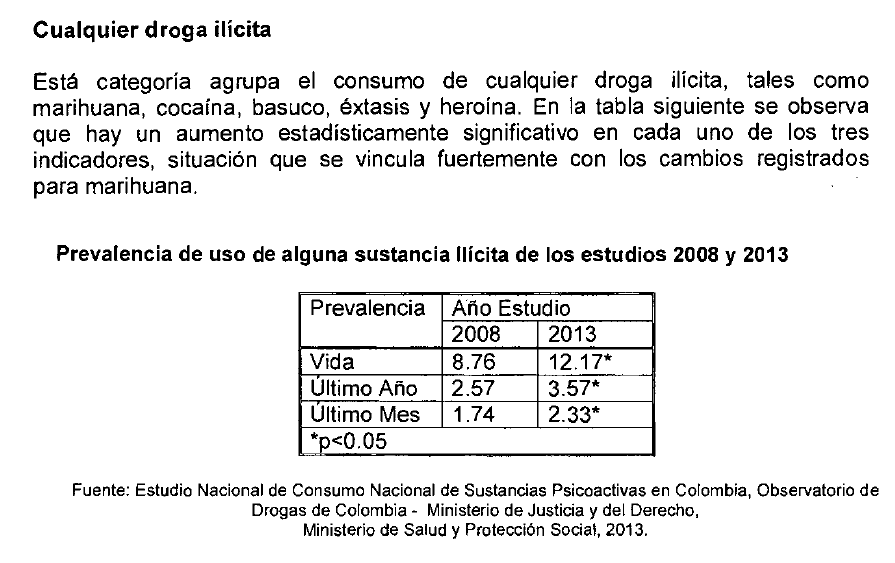 Cualquier droga ilícita
Está categoría agrupa el consumo de cualquier droga ilícita, tales como
marihuana, cocaína, basuco, éxtasis y heroína. En la tabla siguiente se observa
que hay un aumento estadísticamente significativo en cada uno de los tres
indicadores, situación que se vincula fuertemente con los cambios registrados
para marihuana.
Prevalencia de uso de alguna sustancia Ilícita de los estudios 2008 y 2013
Prevalencia Año Estudio
2008 2013
Vida 8.76 12.17*
Último Año 2.57 3.57*
Último Mes 1.74 2.33*
*p<0.05
Fuente: Estudio Nacional de Consumo Nacional de Sustancias Psicoactivas en Colombia, Observatorio de
Drogas de Colombia - Ministerio de Justicia y del Derecho,
Ministerio de Salud y Protección Social, 2013.